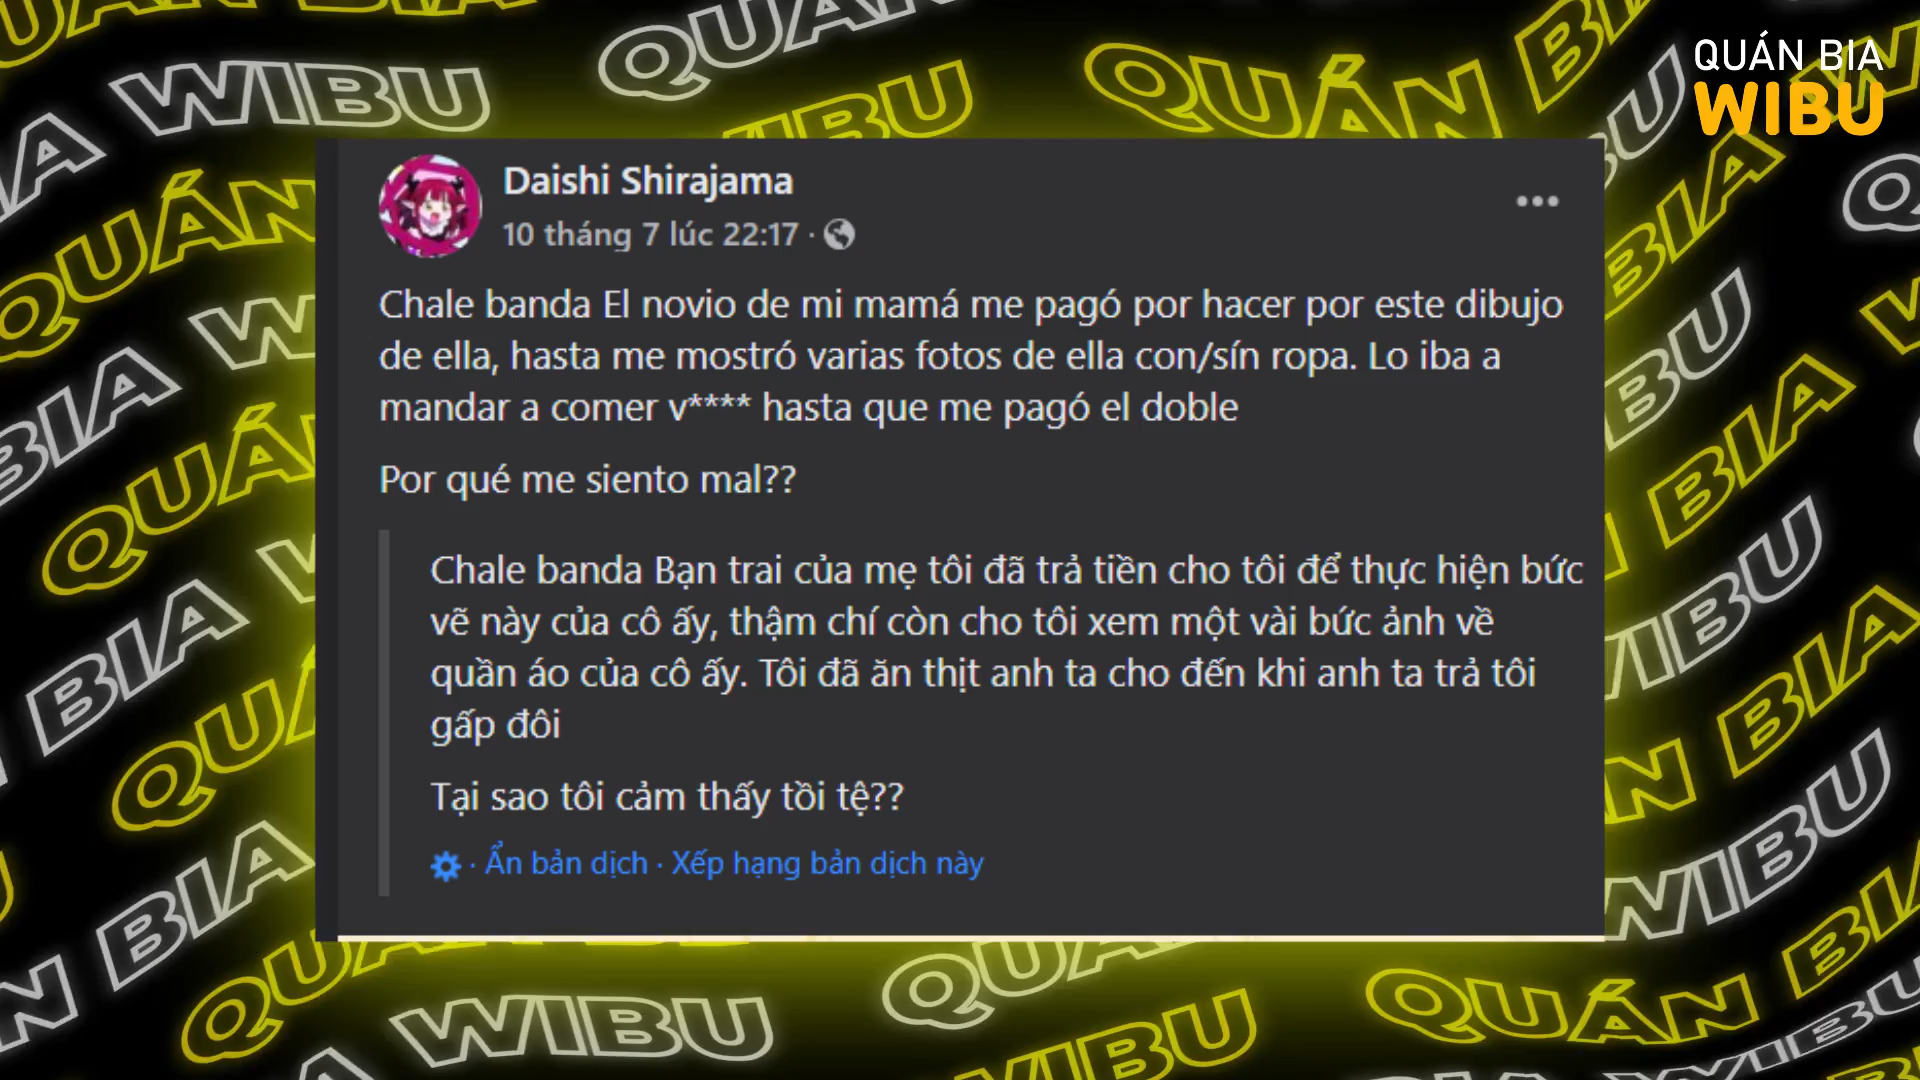 QUÁN BIA
WIBU
Daishi Shirajama
10 tháng 7 lúc 22:17 ·
Chale banda El novio de mi mamá me pagó por hacer por este dibujo
de ella, hasta me mostró varias fotos de ella con/sín ropa. Lo iba a
mandar a comer v**** hasta que me pagó el doble
Por qué me siento mal??
Chale banda Bạn trai của mẹ tôi đã trả tiền cho tôi để thực hiện bức
vẽ này của cô ấy, thậm chí còn cho tôi xem một vài bức ảnh về
quần áo của cô ấy. Tôi đã ăn thịt anh ta cho đến khi anh ta trả tôi
gấp đôi
Tại sao tôi cảm thấy tồi tệ??
· Ẩn bản dịch · Xếp hạng bản dịch này